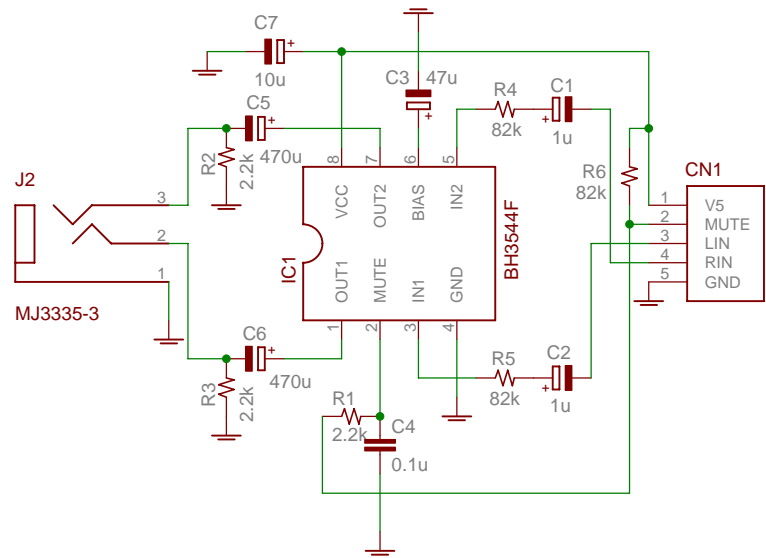 C7
10u
C3
47u
R4
82k
C1
1u
C5
470u
R2
2.2k
R6
82k
CN1
1 V5
2 MUTE
3 LIN
4 RIN
5 GND
J2
3
2
1
MJ3335-3
8
7
6
5
VCC
OUT2
BIAS
IN2
IC1
BH3544F
OUT1
MUTE
IN1
GND
1
2
3
4
C6
470u
R3
2.2k
R5
82k
C2
1u
R1
2.2k
C4
0.1u